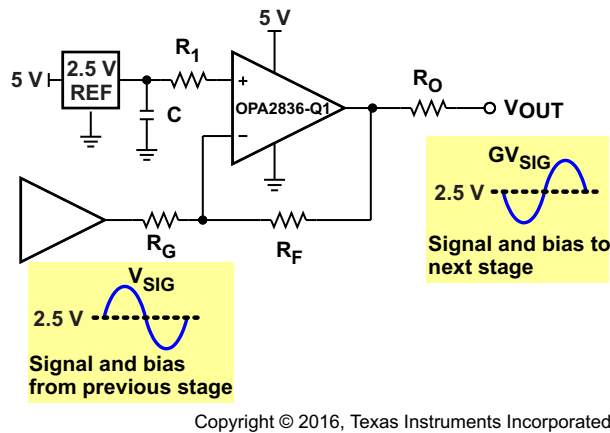 5 V
5 V
2.5 V
REF
R1
C
+
OPA2836-Q1
−
RO
VOUT
RG
RF
GVSIG
2.5 V
Signal and bias to
next stage
VSIG
2.5 V
Signal and bias
from previous stage
Copyright © 2016, Texas Instruments Incorporated